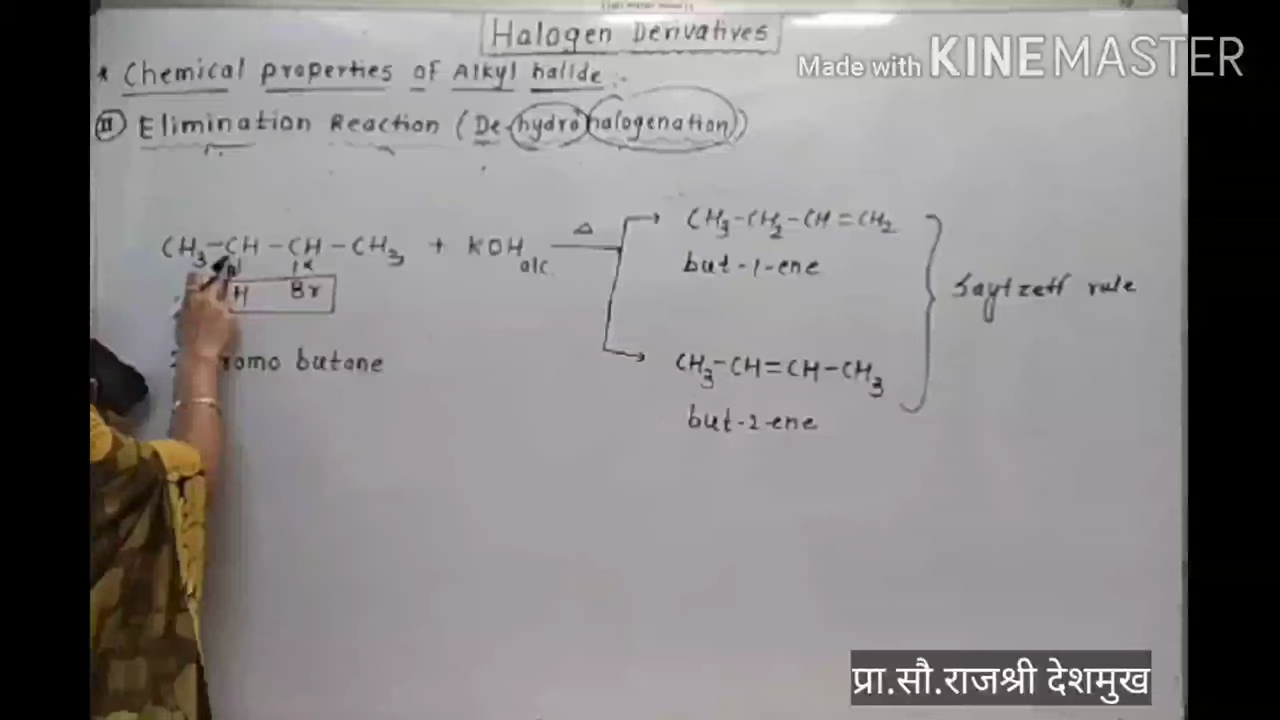 Halogen Derivatives
Made with KINEMASTER
* Chemical properties of Alkyl halide :-
II Elimination Reaction (De-hydrohalogenation)
CH3-CH-CH-CH3 + KOH alc. Δ
H Br
romo butane
CH3-CH2-CH=CH2
but-1-ene
CH3-CH=CH-CH3
but-2-ene
Saytzeff rule
प्रा.सौ.राजश्री देशमुख